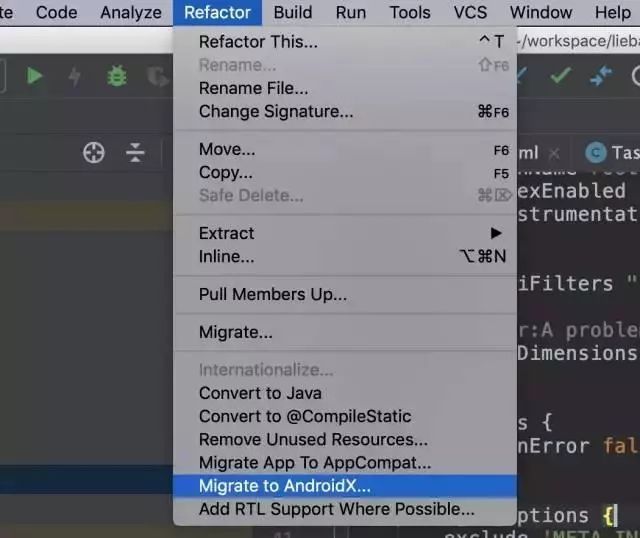 Code Analyze Refactor Build Run Tools VCS Window Help
Refactor This... ⌃T
~/workspace/lieba
Rename... ⇧F6
Rename File...
Change Signature... ⌘F6
Move... F6
ml × C Tas
Copy... F5
Safe Delete... ⌘⌦
exEnabled
strumentat
Extract ▶
Inline... ⌥⌘N
iFilters "
Pull Members Up...
Migrate...
r:A proble
Dimensions
Internationalize...
Convert to Java
Convert to @CompileStatic
s {
Remove Unused Resources...
nError fal
Migrate App To AppCompat...
Migrate to AndroidX...
Add RTL Support Where Possible...
ptions {
exclude 'META-IN